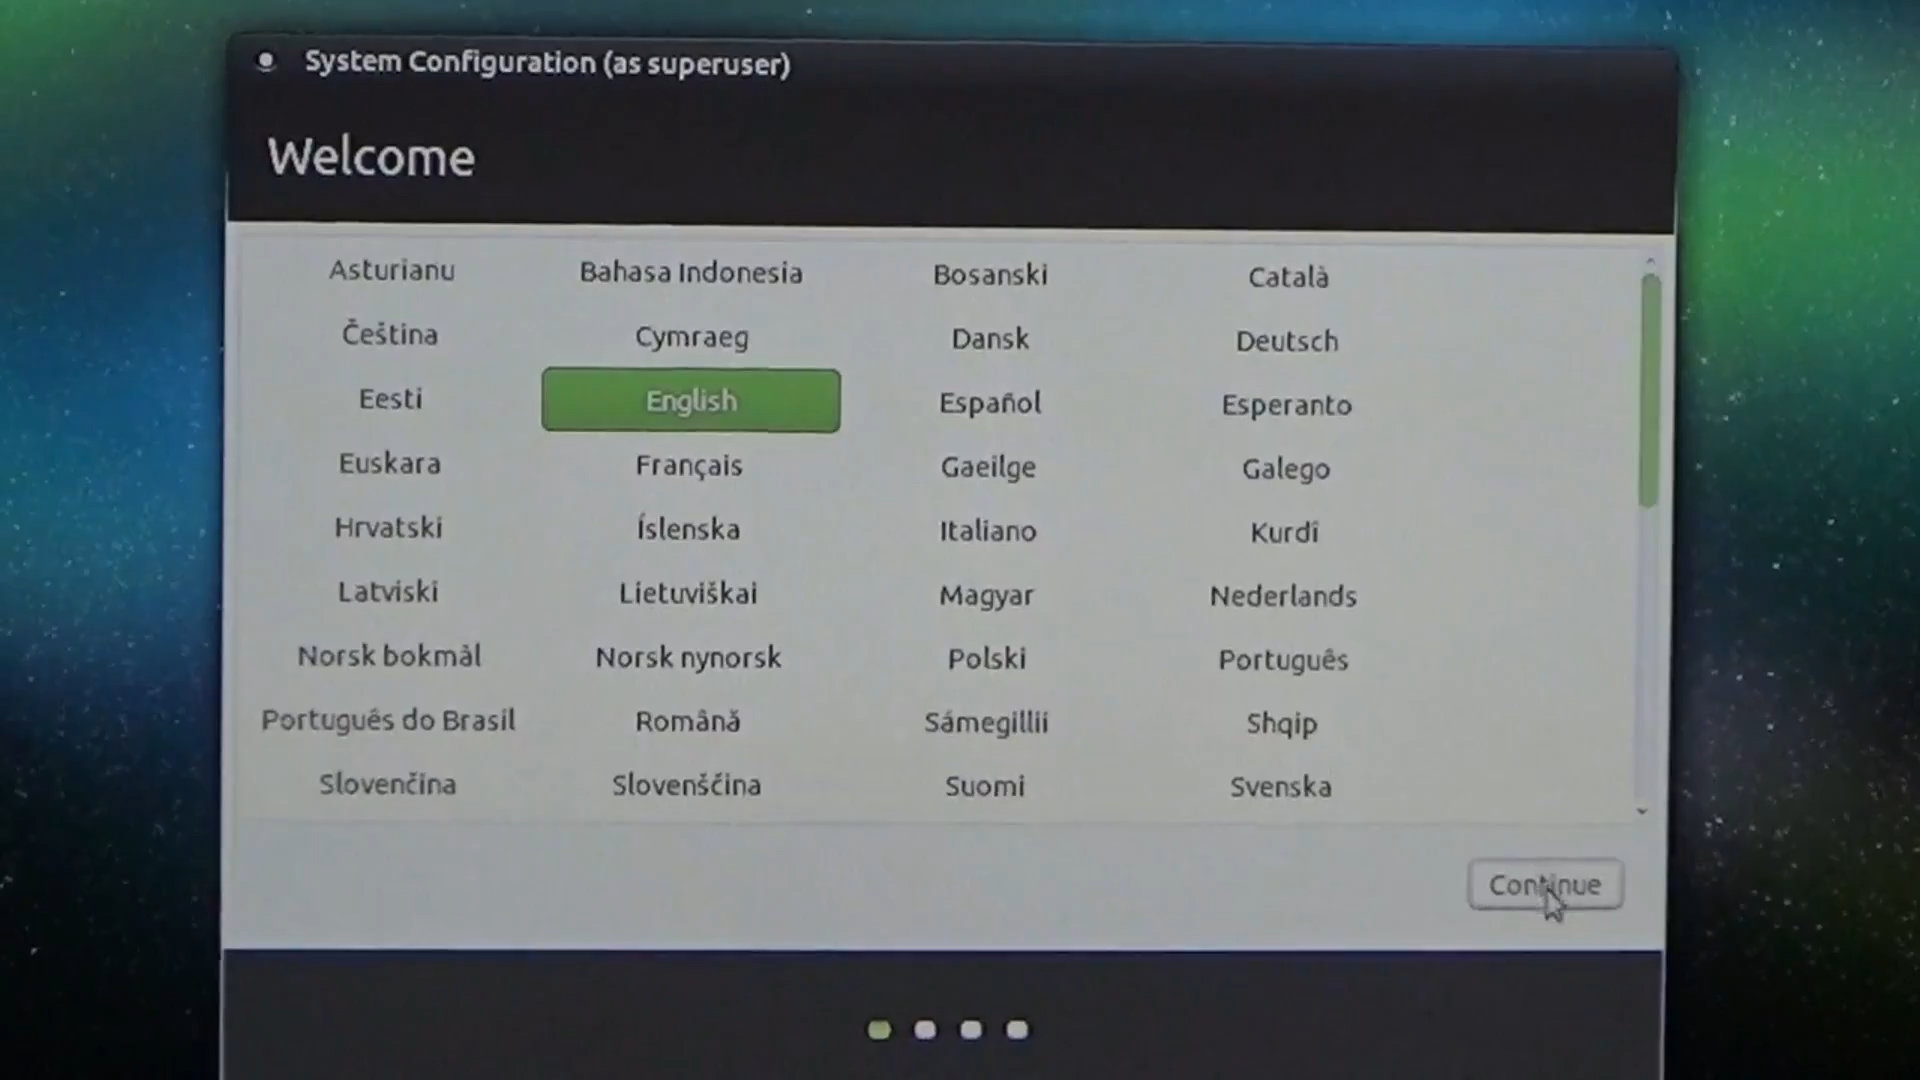 System Configuration (as superuser)
Welcome
Asturianu Bahasa Indonesia Bosanski Català
Čeština Cymraeg Dansk Deutsch
Eesti English Español Esperanto
Euskara Français Gaeilge Galego
Hrvatski Íslenska Italiano Kurdî
Latviski Lietuviškai Magyar Nederlands
Norsk bokmål Norsk nynorsk Polski Português
Português do Brasil Română Sámegillii Shqip
Slovenčina Slovenščina Suomi Svenska
Continue